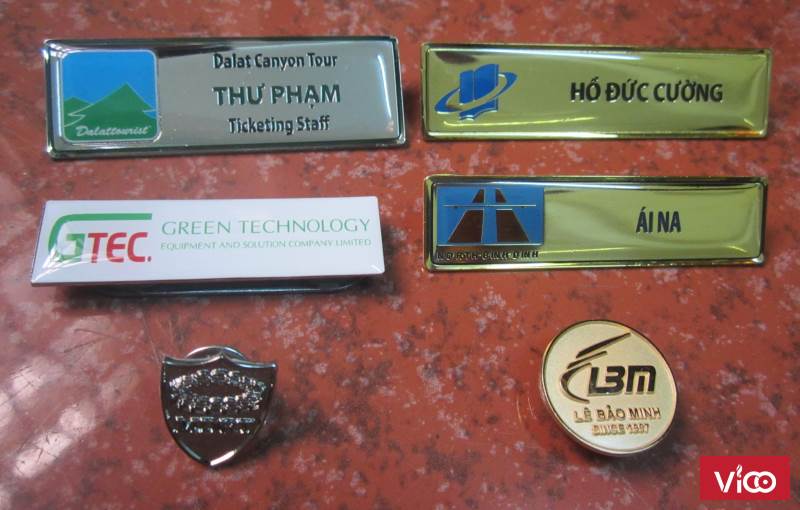 Dalat Canyon Tour
THƯ PHẠM
Ticketing Staff
Dalattourist
HỒ ĐỨC CƯỜNG
GTEC.
GREEN TECHNOLOGY
EQUIPMENT AND SOLUTION COMPANY LIMITED
ÁI NA
LBM
LÊ BẢO MINH
SINCE 1997
VICO